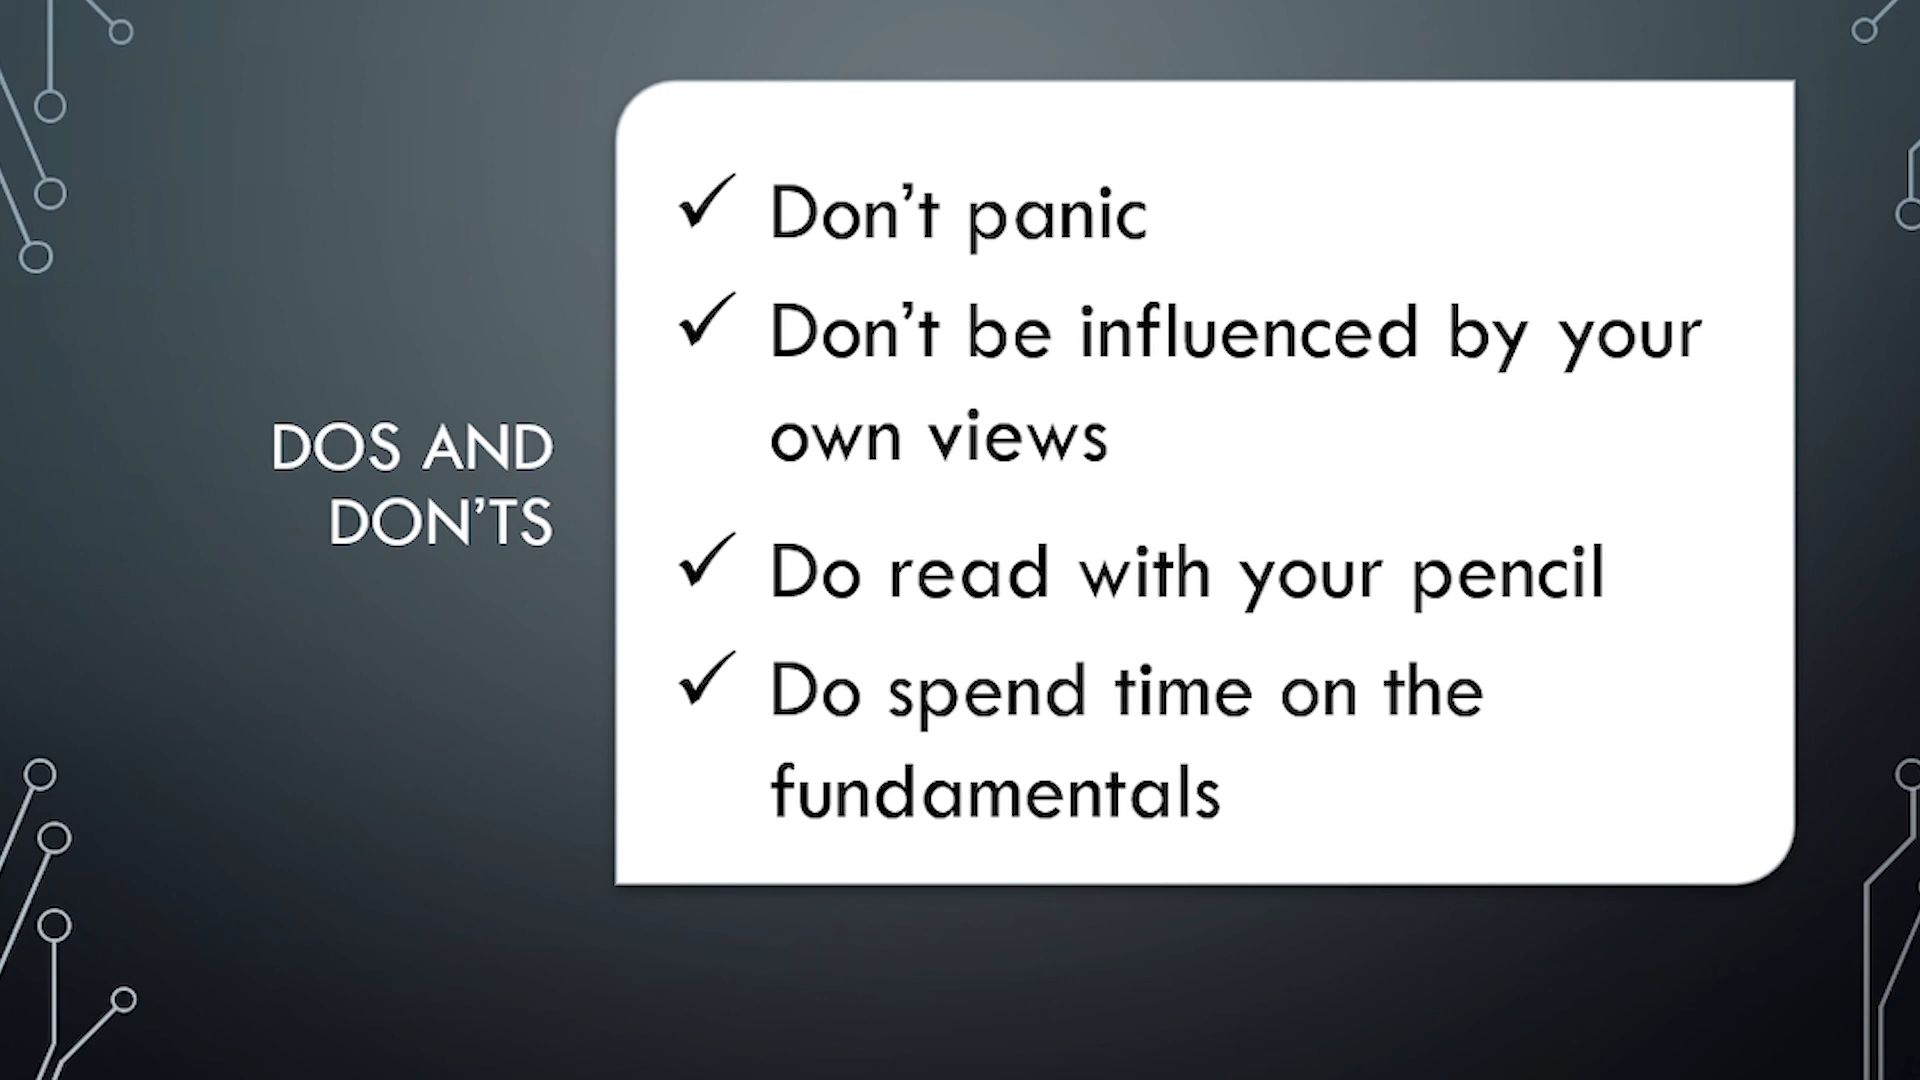 DOS AND
DON’TS
✓ Don’t panic
✓ Don’t be influenced by your
own views
✓ Do read with your pencil
✓ Do spend time on the
fundamentals